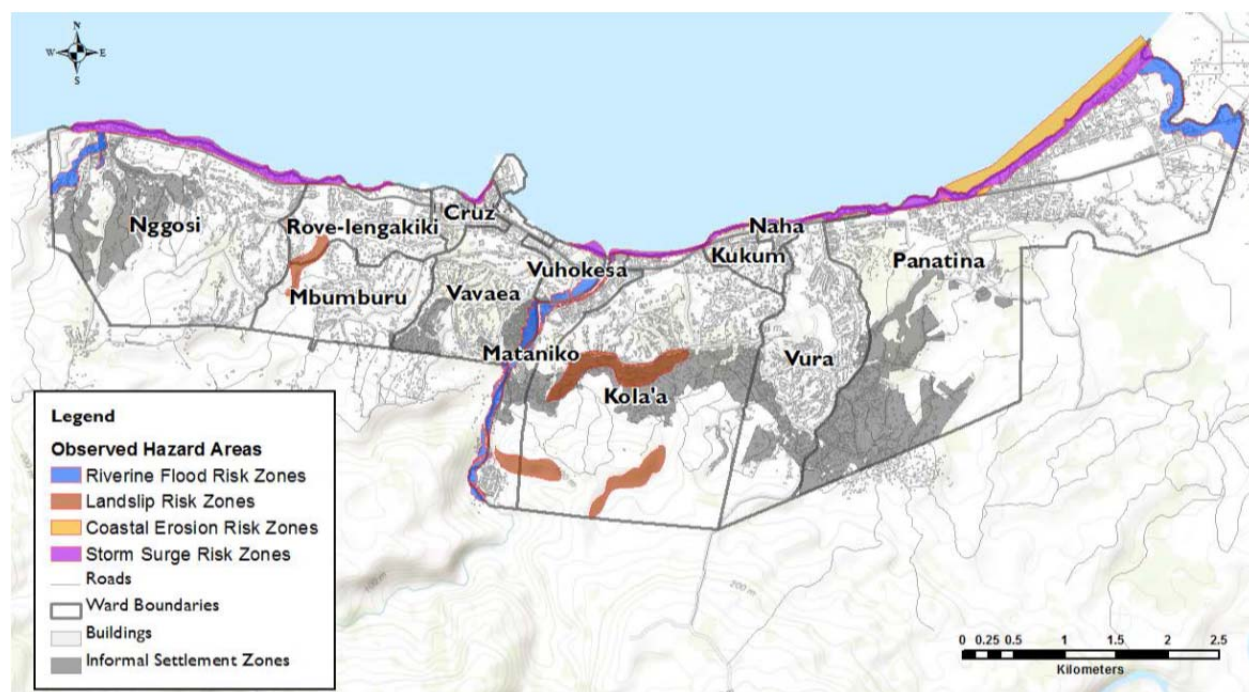 N
W E
S
Nggosi
Rove-lengakiki
Cruz
Naha
Kukum
Panatina
Vuhokesa
Mbumburu
Vavaea
Mataniko
Vura
Kola'a
Legend
Observed Hazard Areas
Riverine Flood Risk Zones
Landslip Risk Zones
Coastal Erosion Risk Zones
Storm Surge Risk Zones
Roads
Ward Boundaries
Buildings
Informal Settlement Zones
200 m
0 0.25 0.5 1 1.5 2 2.5
Kilometers